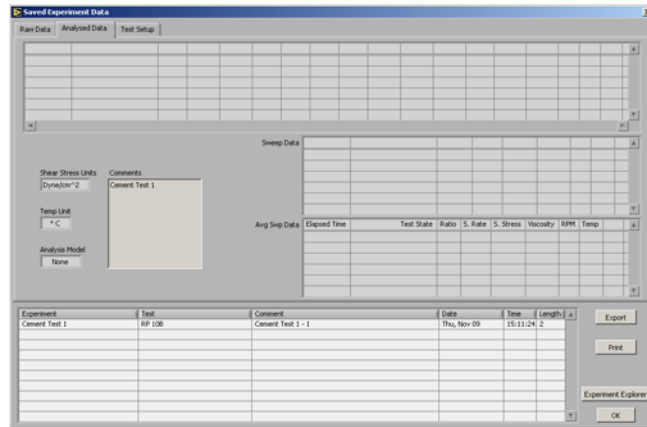 Saved Experiment Data
Raw Data Analysed Data Test Setup
Sweep Data
Shear Stress Units Comments
Dyne/cm^2 Cement Test 1
Temp Unit
° C
Avg Swp Data Elapsed Time Test State Ratio S. Rate S. Stress Viscosity RPM Temp
Analysis Model
None
Experiment Test Comment Date Time Length
Cement Test 1 RP 10B Cement Test 1 - 1 Thu, Nov 09 15:11:24 2
Export
Print
Experiment Explorer
OK